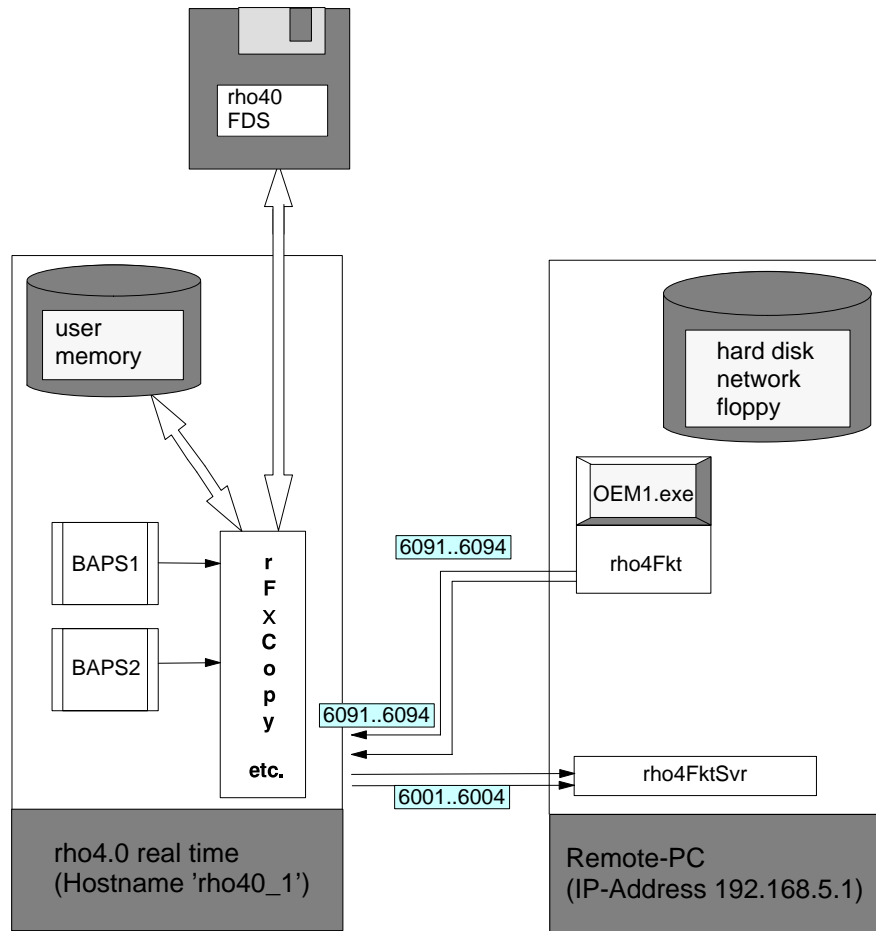 rho40
FDS
user
memory
hard disk
network
floppy
OEM1.exe
rho4Fkt
6091..6094
BAPS1
BAPS2
r
F
x
C
o
p
y
etc.
6091..6094
6001..6004
rho4FktSvr
rho4.0 real time
(Hostname ’rho40_1’)
Remote-PC
(IP-Address 192.168.5.1)